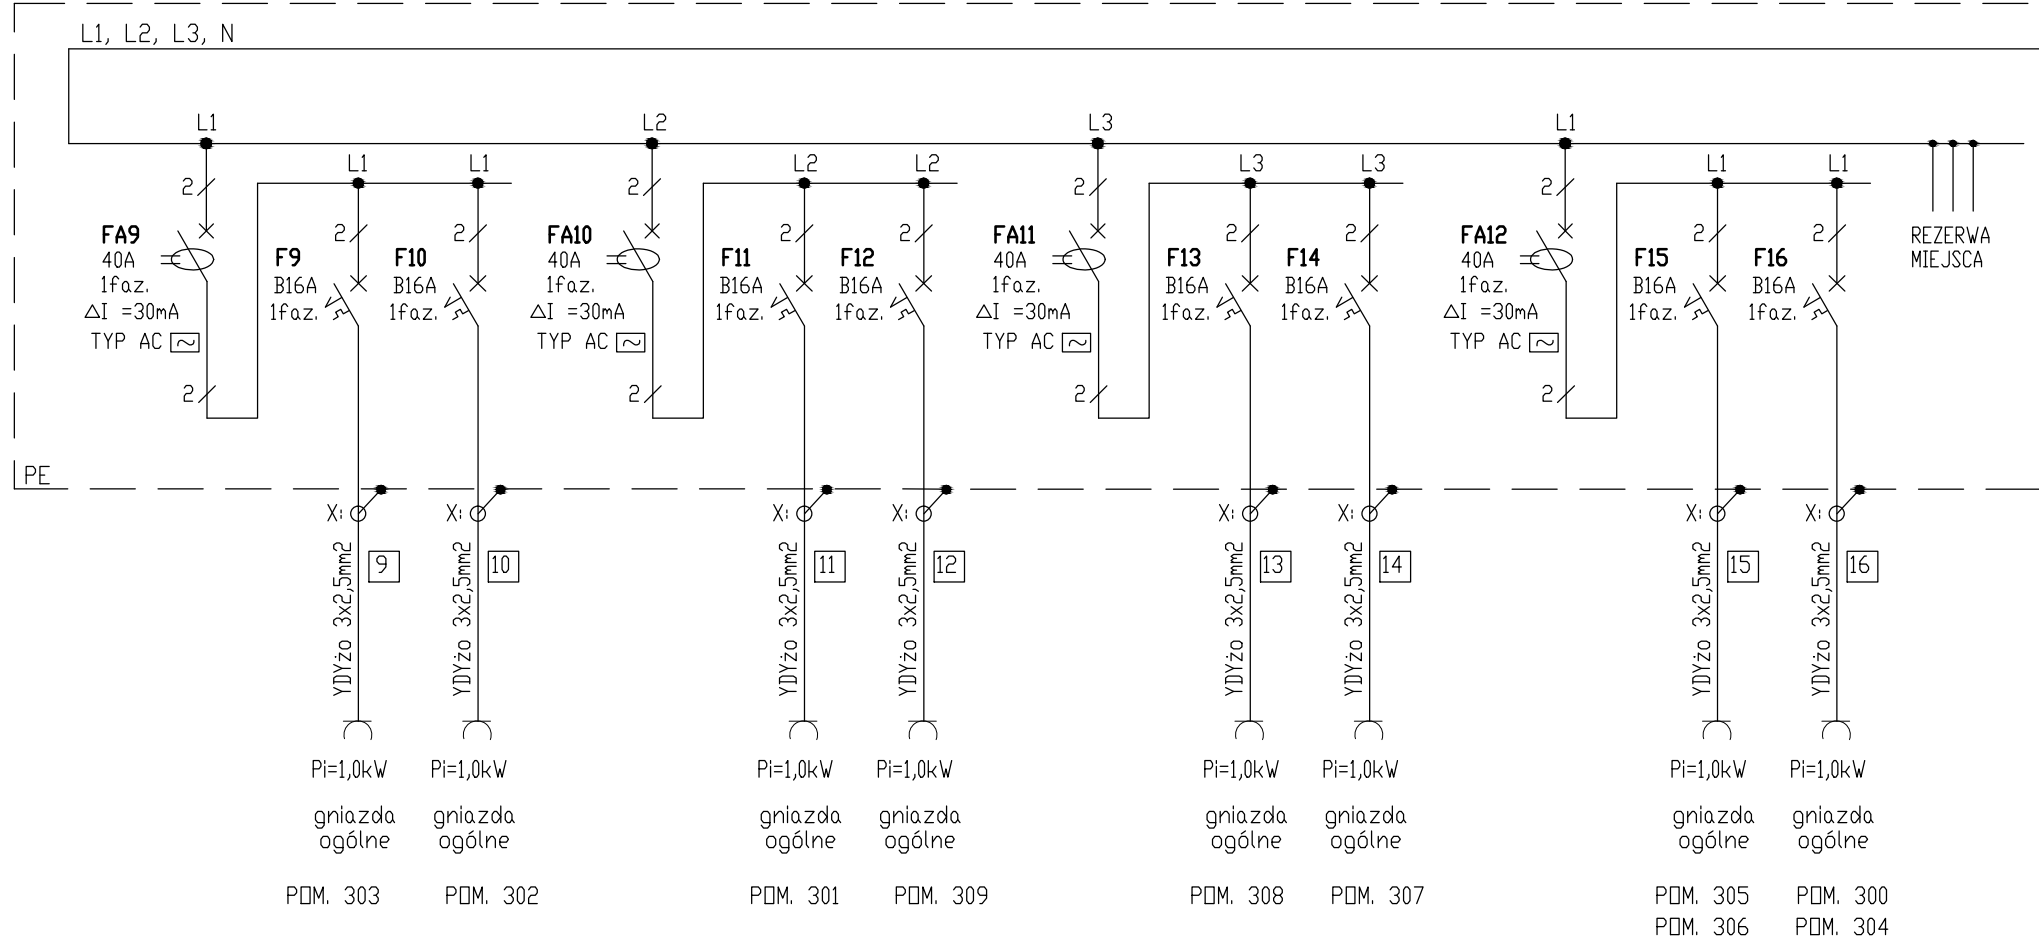 L1, L2, L3, N
L1
L2
L3
L1
L1
L1
L2
L2
L3
L3
L1
L1
2
2
2
2
2
2
2
2
2
2
2
2
FA9
40A
1faz.
ΔI =30mA
TYP AC ~
F9
B16A
1faz.
F10
B16A
1faz.
FA10
40A
1faz.
ΔI =30mA
TYP AC ~
F11
B16A
1faz.
F12
B16A
1faz.
FA11
40A
1faz.
ΔI =30mA
TYP AC ~
F13
B16A
1faz.
F14
B16A
1faz.
FA12
40A
1faz.
ΔI =30mA
TYP AC ~
F15
B16A
1faz.
F16
B16A
1faz.
REZERWA
MIEJSCA
2
2
2
2
PE
X:
X:
X:
X:
X:
X:
X:
X:
YDYżo 3x2,5mm2
9
YDYżo 3x2,5mm2
10
YDYżo 3x2,5mm2
11
YDYżo 3x2,5mm2
12
YDYżo 3x2,5mm2
13
YDYżo 3x2,5mm2
14
YDYżo 3x2,5mm2
15
YDYżo 3x2,5mm2
16
Pi=1,0kW
gniazda
ogólne
POM. 303
Pi=1,0kW
gniazda
ogólne
POM. 302
Pi=1,0kW
gniazda
ogólne
POM. 301
Pi=1,0kW
gniazda
ogólne
POM. 309
Pi=1,0kW
gniazda
ogólne
POM. 308
Pi=1,0kW
gniazda
ogólne
POM. 307
Pi=1,0kW
gniazda
ogólne
POM. 305
POM. 306
Pi=1,0kW
gniazda
ogólne
POM. 300
POM. 304